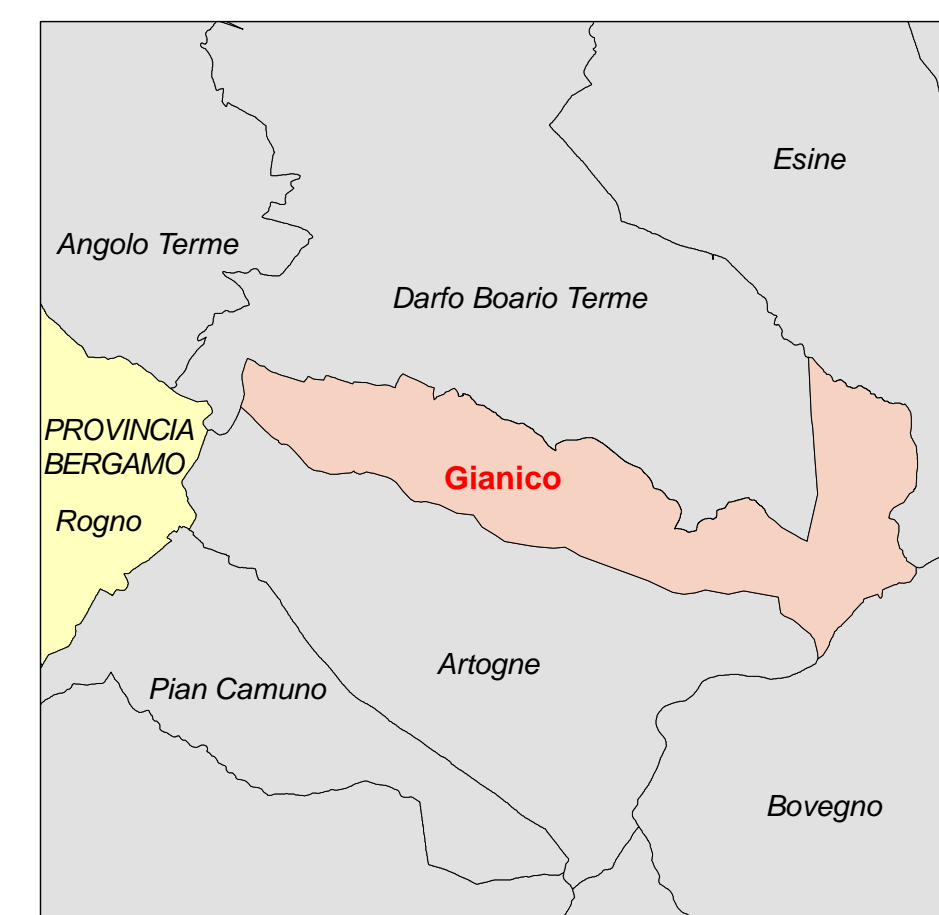 Esine
Angolo Terme
Darfo Boario Terme
PROVINCIA
BERGAMO
Gianico
Rogno
Artogne
Pian Camuno
Bovegno